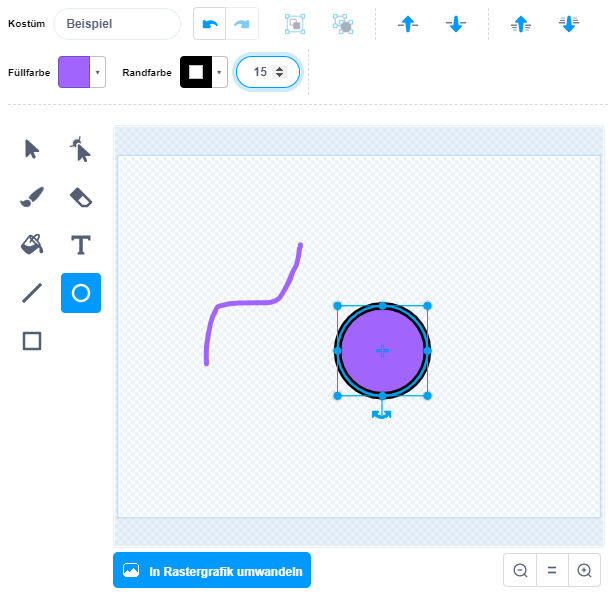 Kostüm Beispiel
Füllfarbe Randfarbe 15
T
In Rastergrafik umwandeln